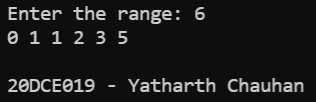 Enter the range: 6
0 1 1 2 3 5
20DCE019 - Yatharth Chauhan